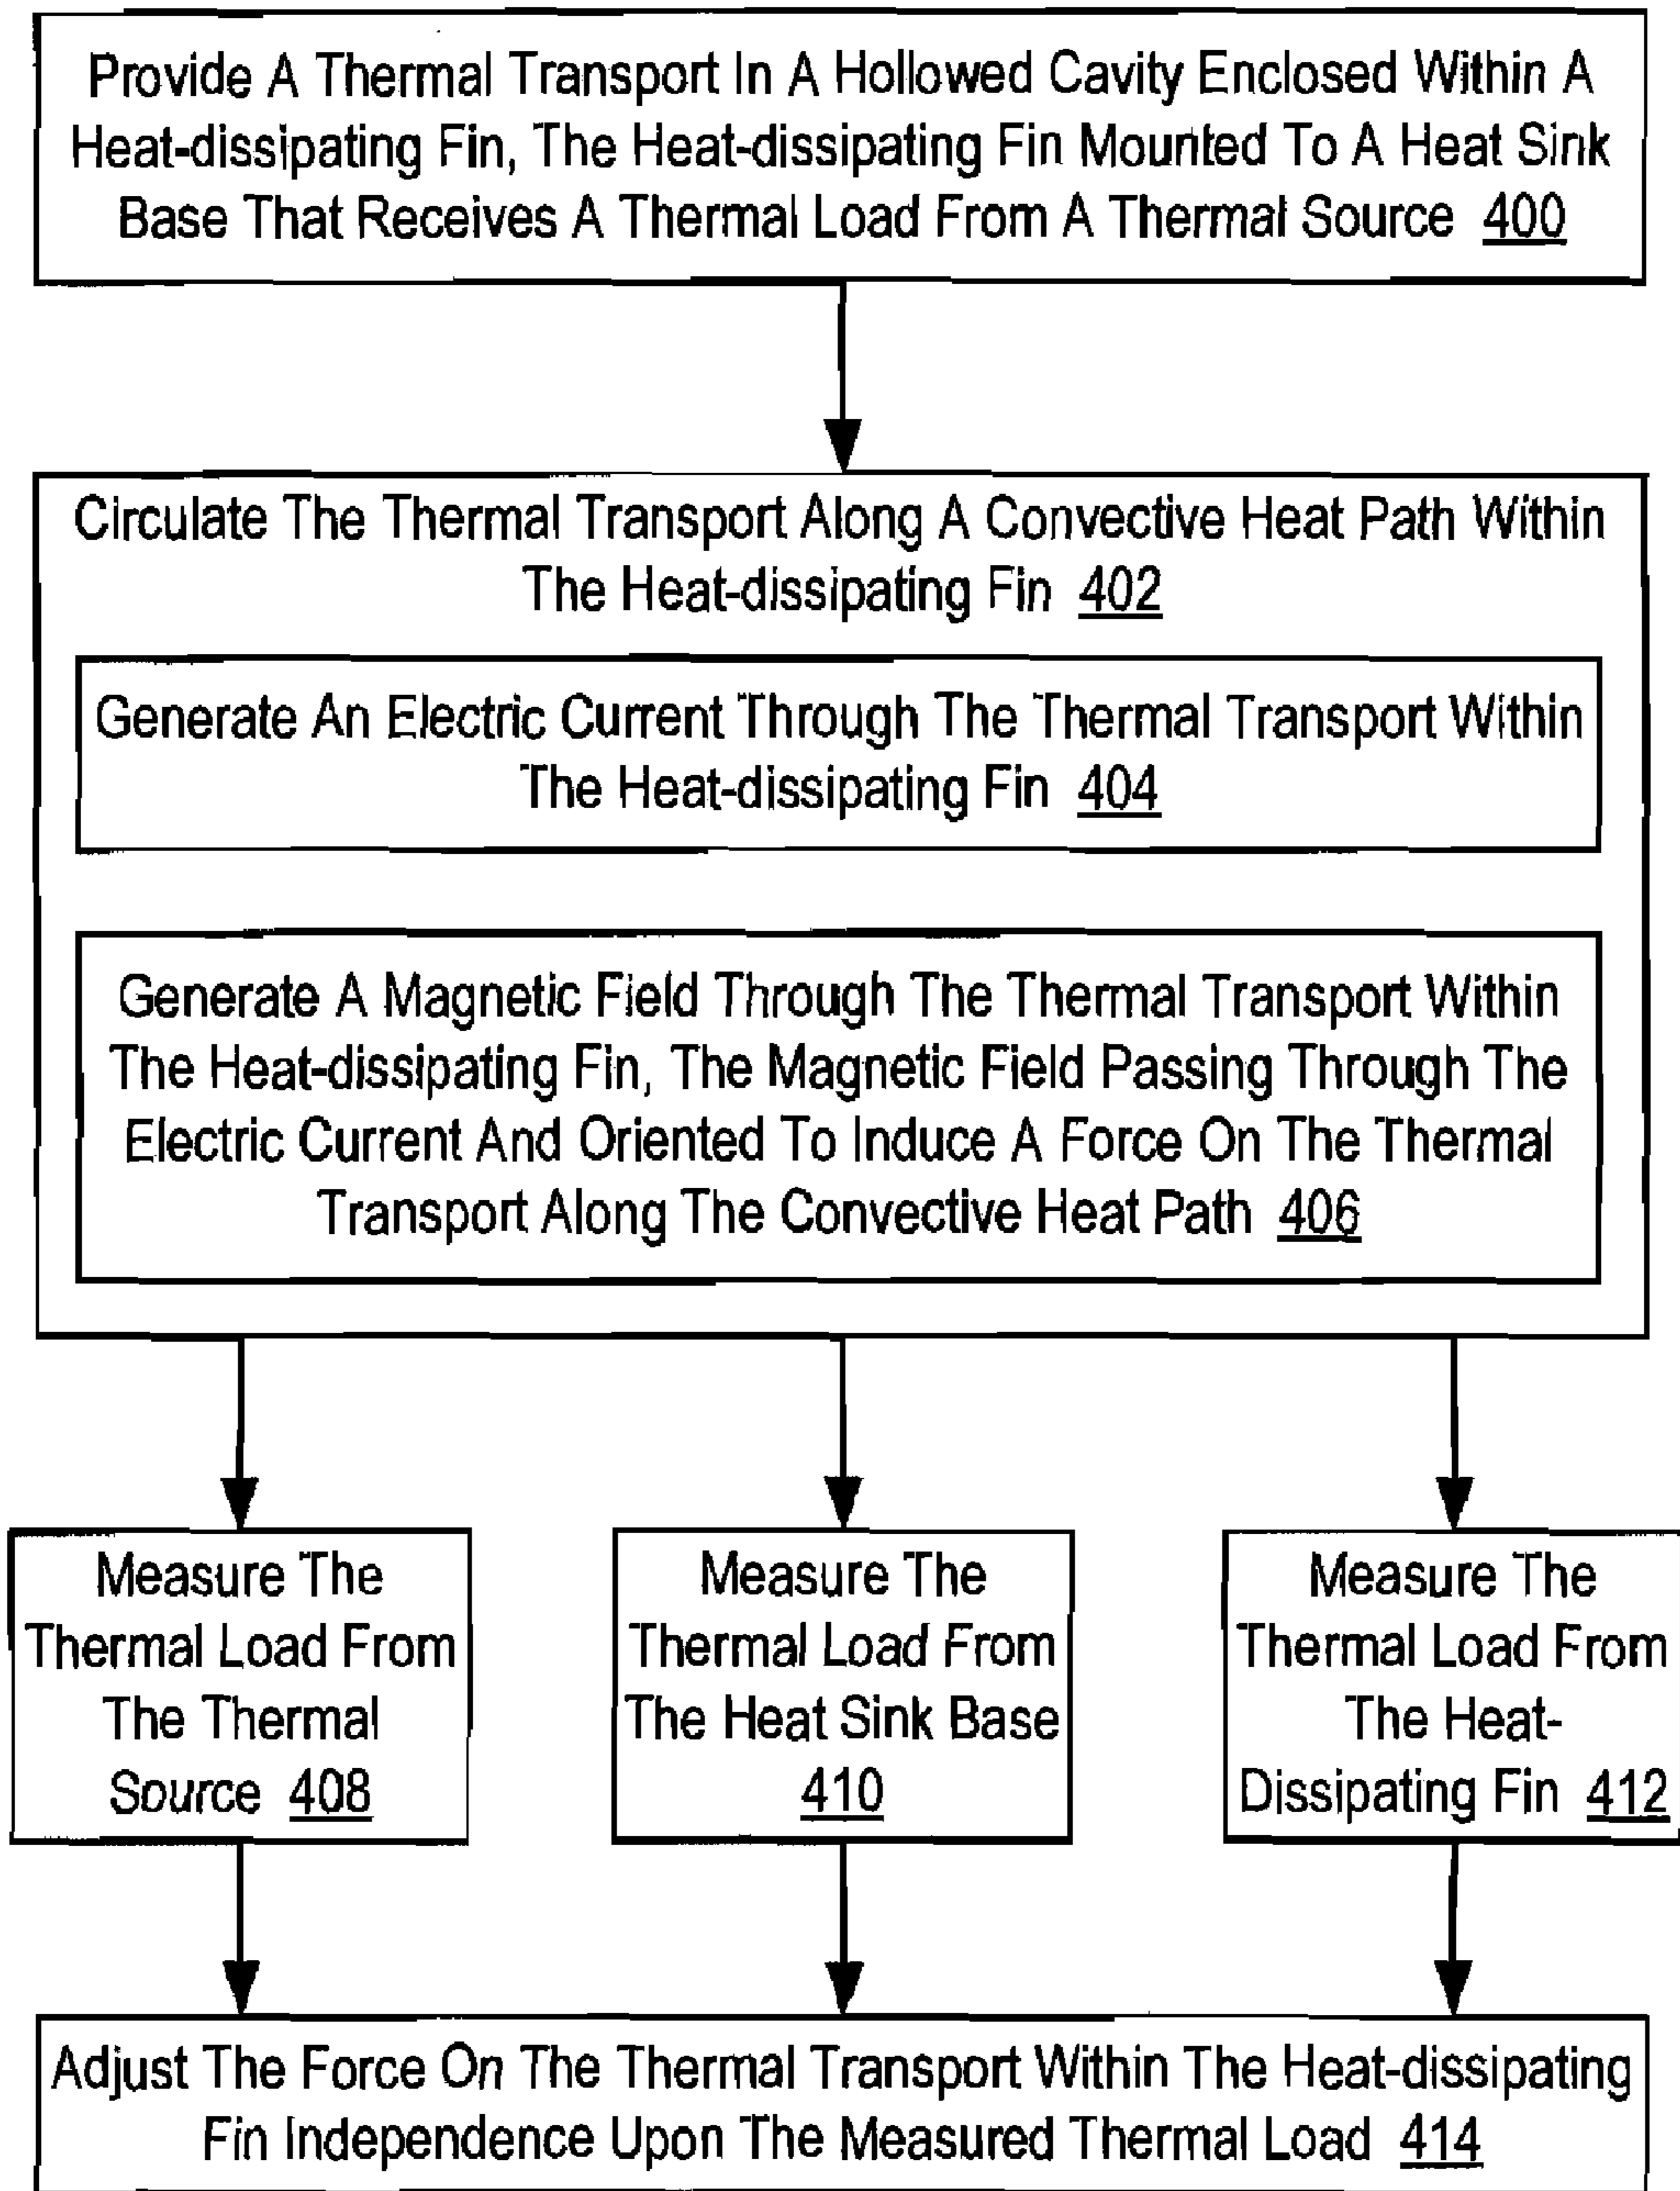 Provide A Thermal Transport In A Hollowed Cavity Enclosed Within A
Heat-dissipating Fin, The Heat-dissipating Fin Mounted To A Heat Sink
Base That Receives A Thermal Load From A Thermal Source 400
Circulate The Thermal Transport Along A Convective Heat Path Within
The Heat-dissipating Fin 402
Generate An Electric Current Through The Thermal Transport Within
The Heat-dissipating Fin 404
Generate A Magnetic Field Through The Thermal Transport Within
The Heat-dissipating Fin, The Magnetic Field Passing Through The
Electric Current And Oriented To Induce A Force On The Thermal
Transport Along The Convective Heat Path 406
Measure The
Thermal Load From
The Thermal
Source 408
Measure The
Thermal Load From
The Heat Sink Base
410
Measure The
Thermal Load From
The Heat-
Dissipating Fin 412
Adjust The Force On The Thermal Transport Within The Heat-dissipating
Fin Independence Upon The Measured Thermal Load 414